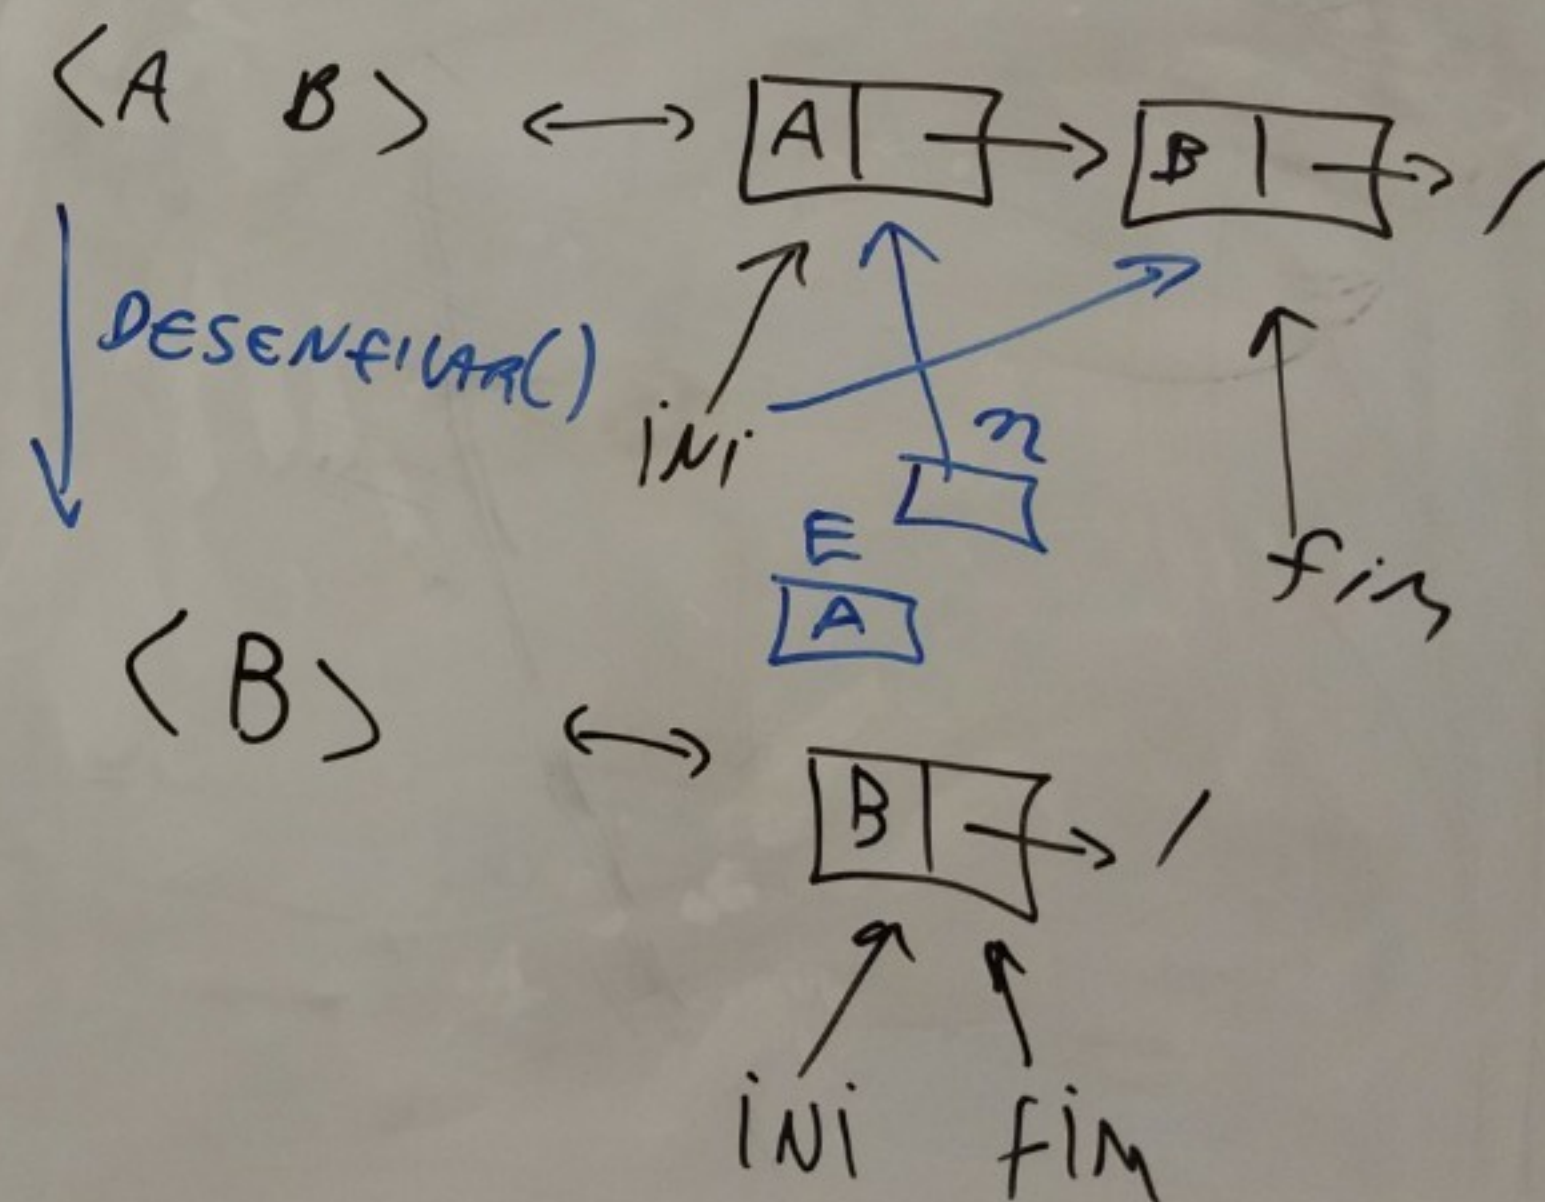 <A B> ↔ A → B → /
DESENFILAR()
ini
n
E
A
fim
<B> ↔ B → /
ini fim